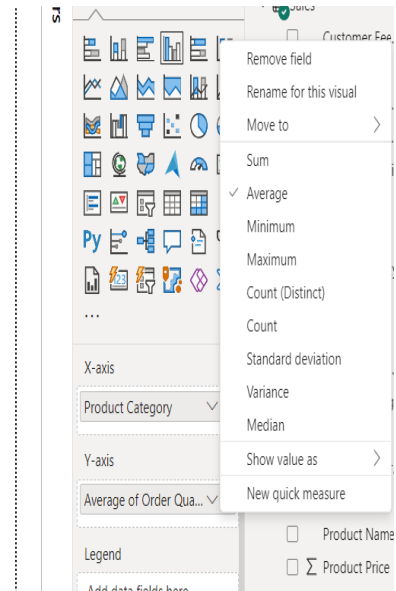 rs
Sales
Customer Fee
Remove field
Rename for this visual
Move to
Sum
Average
Minimum
Maximum
Count (Distinct)
Count
Standard deviation
Variance
Median
Show value as
New quick measure
Py
123
...
X-axis
Product Category
Y-axis
Average of Order Qua...
Legend
Add data fields here
Product Name
Σ Product Price